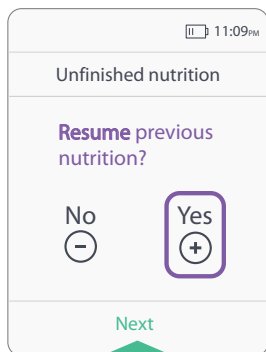 11:09PM
Unfinished nutrition
Resume previous
nutrition?
No Yes
Next